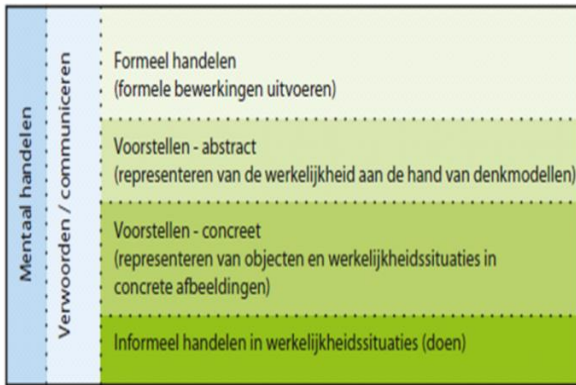 Mentaal handelen
Verwoorden / communiceren
Formeel handelen
(formele bewerkingen uitvoeren)
Voorstellen - abstract
(representeren van de werkelijkheid aan de hand van denkmodellen)
Voorstellen - concreet
(representeren van objecten en werkelijkheidssituaties in
concrete afbeeldingen)
Informeel handelen in werkelijkheidssituaties (doen)